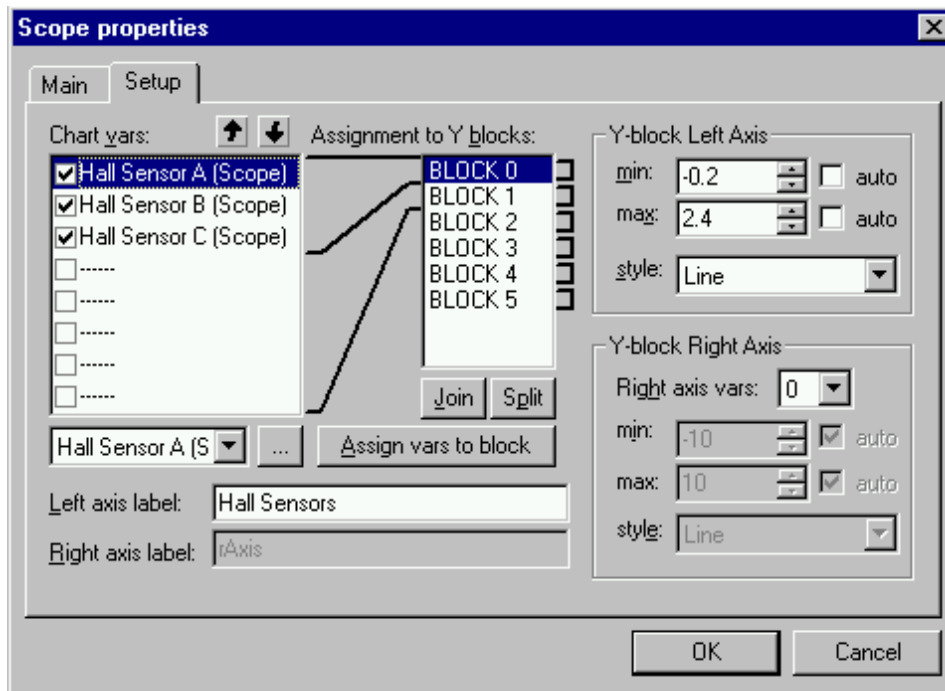 Scope properties
Main
Setup
Chart vars:
Assignment to Y blocks:
Hall Sensor A (Scope)
Hall Sensor B (Scope)
Hall Sensor C (Scope)
------
------
------
------
------
BLOCK 0
BLOCK 1
BLOCK 2
BLOCK 3
BLOCK 4
BLOCK 5
Join
Split
Hall Sensor A (S
...
Assign vars to block
Left axis label:
Hall Sensors
Right axis label:
rAxis
Y-block Left Axis
min:
-0.2
auto
max:
2.4
auto
style:
Line
Y-block Right Axis
Right axis vars:
0
min:
-10
auto
max:
10
auto
style:
Line
OK
Cancel